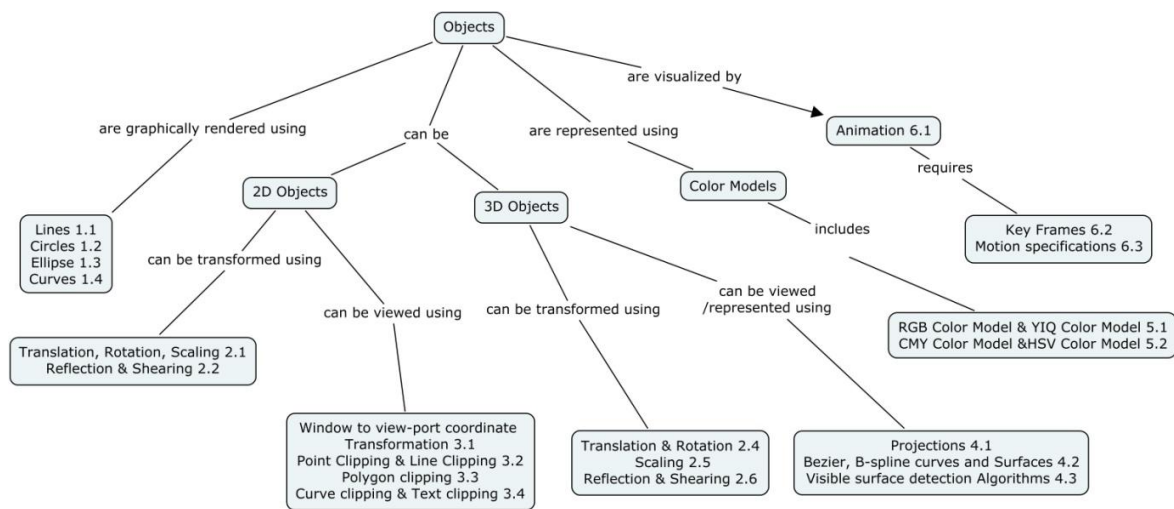 Objects
are visualized by
are graphically rendered using
can be
are represented using
Animation 6.1
requires
2D Objects
3D Objects
Color Models
Lines 1.1
Circles 1.2
Ellipse 1.3
Curves 1.4
includes
Key Frames 6.2
Motion specifications 6.3
can be transformed using
can be viewed using
can be transformed using
can be viewed
/represented using
RGB Color Model & YIQ Color Model 5.1
CMY Color Model &HSV Color Model 5.2
Translation, Rotation, Scaling 2.1
Reflection & Shearing 2.2
Window to view-port coordinate
Transformation 3.1
Point Clipping & Line Clipping 3.2
Polygon clipping 3.3
Curve clipping & Text clipping 3.4
Translation & Rotation 2.4
Scaling 2.5
Reflection & Shearing 2.6
Projections 4.1
Bezier, B-spline curves and Surfaces 4.2
Visible surface detection Algorithms 4.3